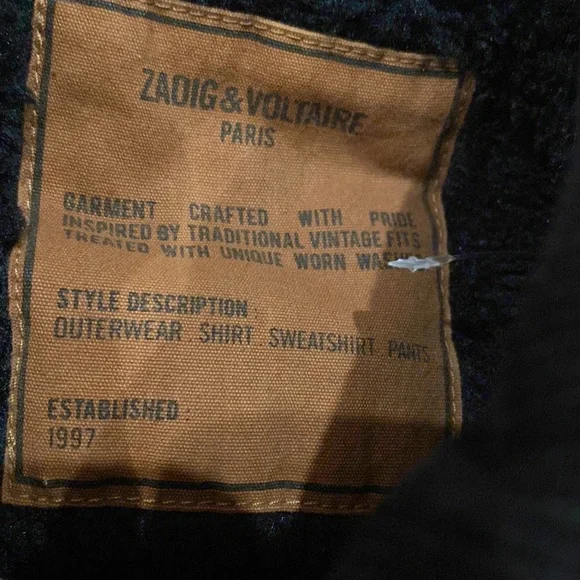 ZADIG&VOLTAIRE
PARIS
GARMENT CRAFTED WITH PRIDE
INSPIRED BY TRADITIONAL VINTAGE FITS
TREATED WITH UNIQUE WORN
STYLE DESCRIPTION :
OUTERWEAR . SHIRT . SWEATSHIRT . PANTS
ESTABLISHED :
1997